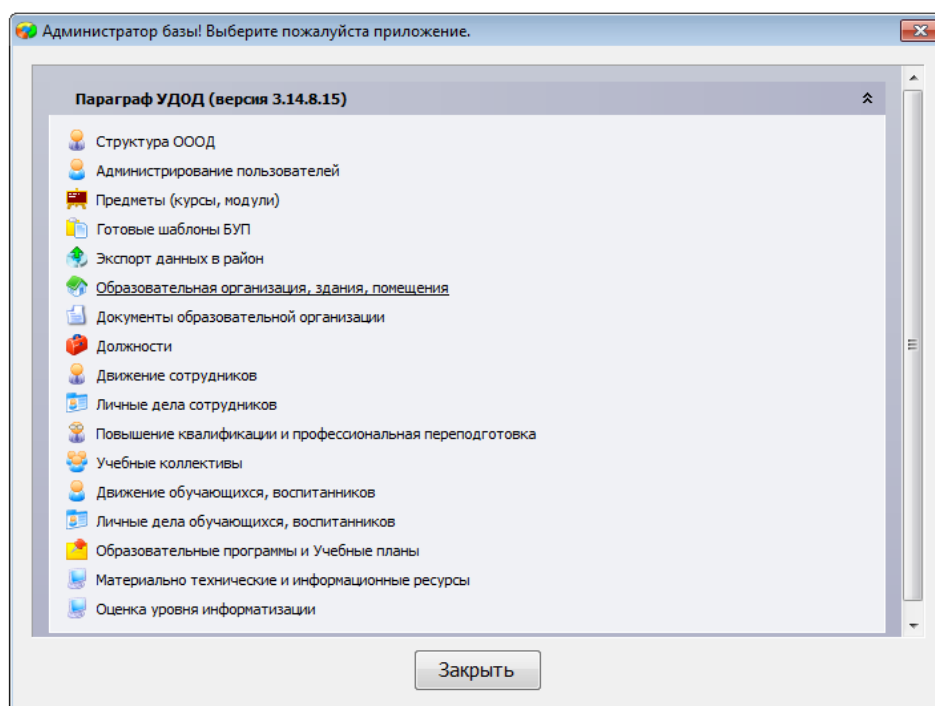 Администратор базы! Выберите пожалуйста приложение.
Параграф УДОД (версия 3.14.8.15)
Структура ОООД
Администрирование пользователей
Предметы (курсы, модули)
Готовые шаблоны БУП
Экспорт данных в район
Образовательная организация, здания, помещения
Документы образовательной организации
Должности
Движение сотрудников
Личные дела сотрудников
Повышение квалификации и профессиональная переподготовка
Учебные коллективы
Движение обучающихся, воспитанников
Личные дела обучающихся, воспитанников
Образовательные программы и Учебные планы
Материально технические и информационные ресурсы
Оценка уровня информатизации
Закрыть